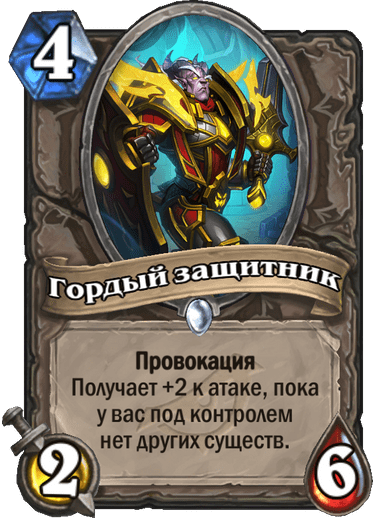 4
Гордый защитник
Провокация
Получает +2 к атаке, пока
у вас под контролем
нет других существ.
2
6